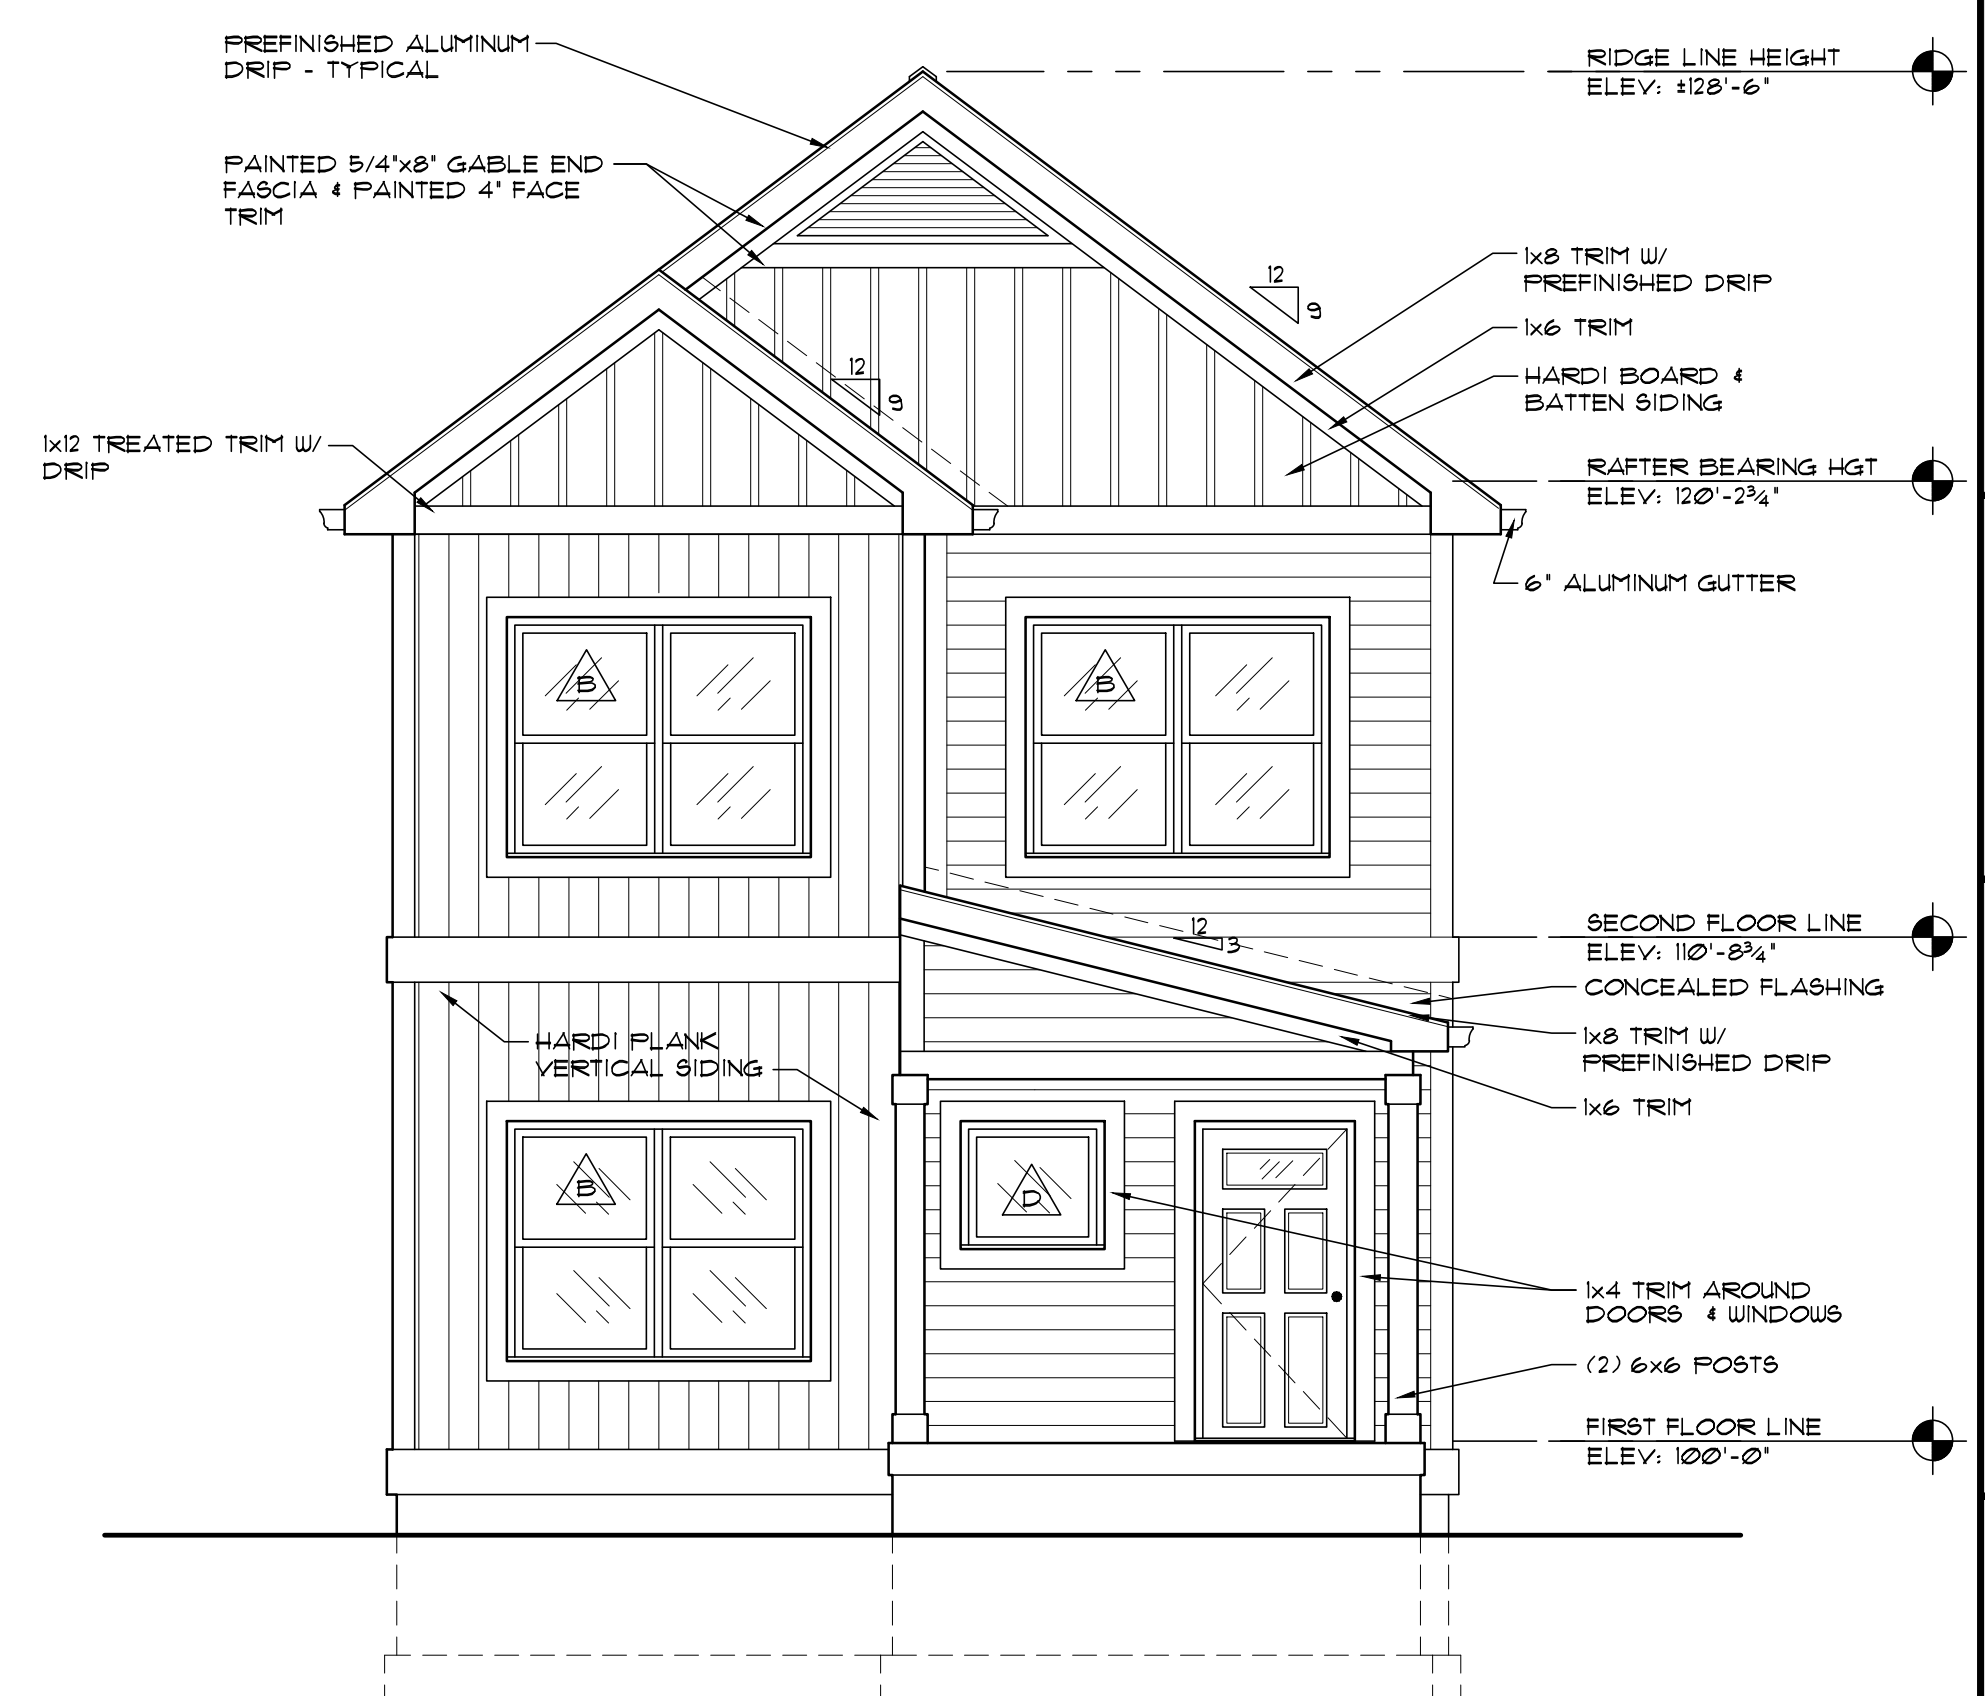 PREFINISHED ALUMINUM
DRIP - TYPICAL
RIDGE LINE HEIGHT
ELEV: ±128'-6"
PAINTED 5/4"x8" GABLE END
FASCIA & PAINTED 4" FACE
TRIM
12
9
1x8 TRIM W/
PREFINISHED DRIP
1x6 TRIM
12
9
HARDI BOARD &
BATTEN SIDING
1x12 TREATED TRIM W/
DRIP
RAFTER BEARING HGT
ELEV: 120'-2¾"
6" ALUMINUM GUTTER
B
B
12
3
SECOND FLOOR LINE
ELEV: 110'-8¾"
CONCEALED FLASHING
HARDI PLANK
VERTICAL SIDING
1x8 TRIM W/
PREFINISHED DRIP
1x6 TRIM
B
D
1x4 TRIM AROUND
DOORS & WINDOWS
(2) 6x6 POSTS
FIRST FLOOR LINE
ELEV: 100'-0"